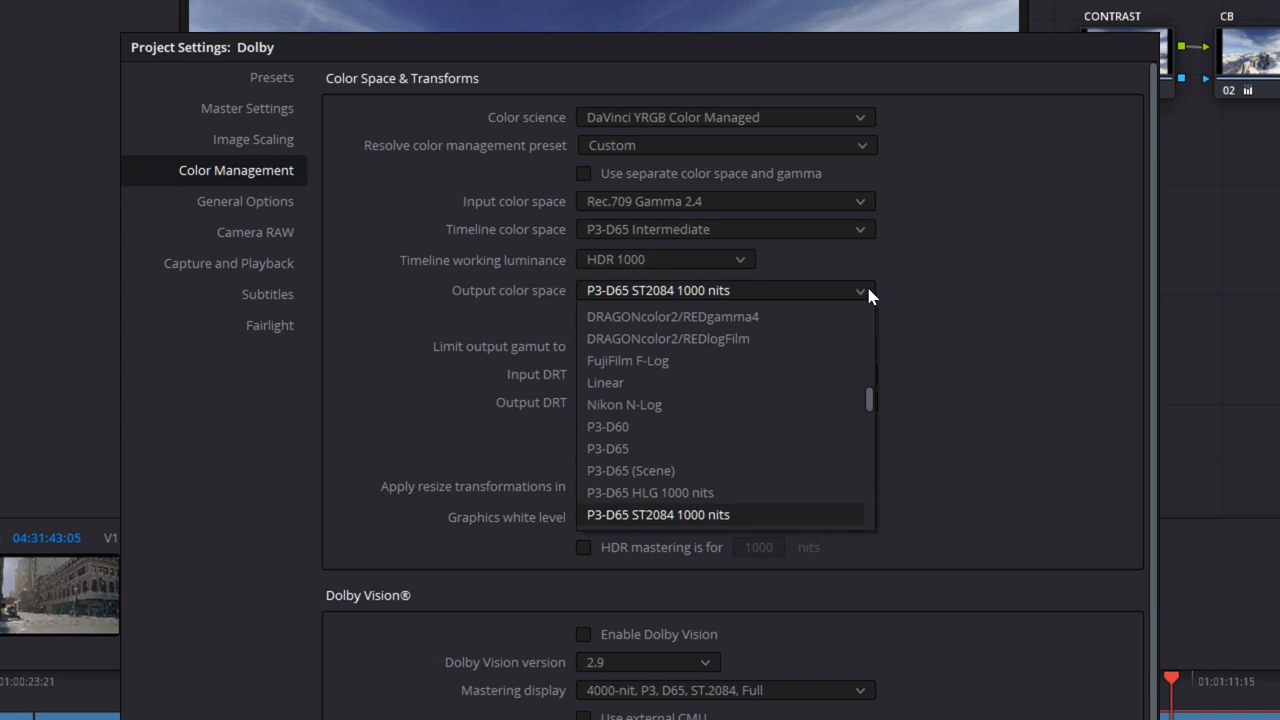 CONTRAST
CB
02
Project Settings: Dolby
Presets
Master Settings
Image Scaling
Color Management
General Options
Camera RAW
Capture and Playback
Subtitles
Fairlight
Color Space & Transforms
Color science DaVinci YRGB Color Managed
Resolve color management preset Custom
Use separate color space and gamma
Input color space Rec.709 Gamma 2.4
Timeline color space P3-D65 Intermediate
Timeline working luminance HDR 1000
Output color space P3-D65 ST2084 1000 nits
DRAGONcolor2/REDgamma4
DRAGONcolor2/REDlogFilm
FujiFilm F-Log
Linear
Nikon N-Log
P3-D60
P3-D65
P3-D65 (Scene)
P3-D65 HLG 1000 nits
P3-D65 ST2084 1000 nits
Limit output gamut to
Input DRT
Output DRT
Apply resize transformations in
Graphics white level
HDR mastering is for 1000 nits
Dolby Vision®
Enable Dolby Vision
Dolby Vision version 2.9
Mastering display 4000-nit, P3, D65, ST.2084, Full
Use external CMU
04:31:43:05 V1
01:00:23:21
01:01:11:15